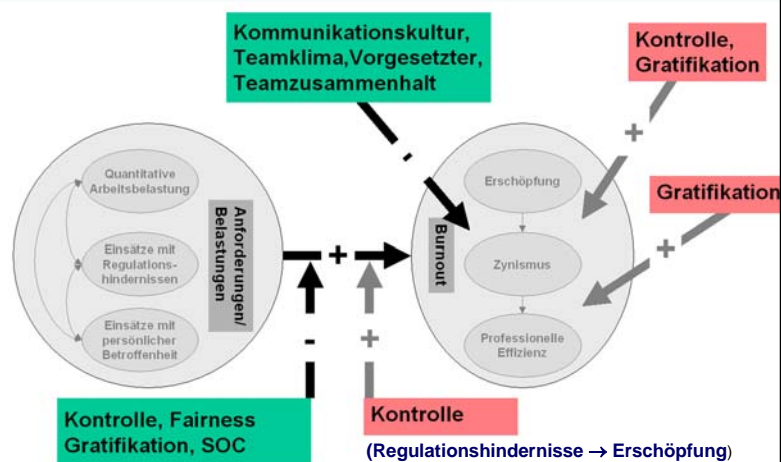 Kommunikationskultur,
Teamklima,Vorgesetzter,
Teamzusammenhalt
Kontrolle,
Gratifikation
Gratifikation
Quantitative
Arbeitsbelastung
Einsätze mit
Regulations-
hindernissen
Einsätze mit
persönlicher
Betroffenheit
Anforderungen/
Belastungen
+
-
+
+
Burnout
Erschöpfung
Zynismus
Professionelle
Effizienz
-
+
Kontrolle, Fairness
Gratifikation, SOC
Kontrolle
(Regulationshindernisse → Erschöpfung)